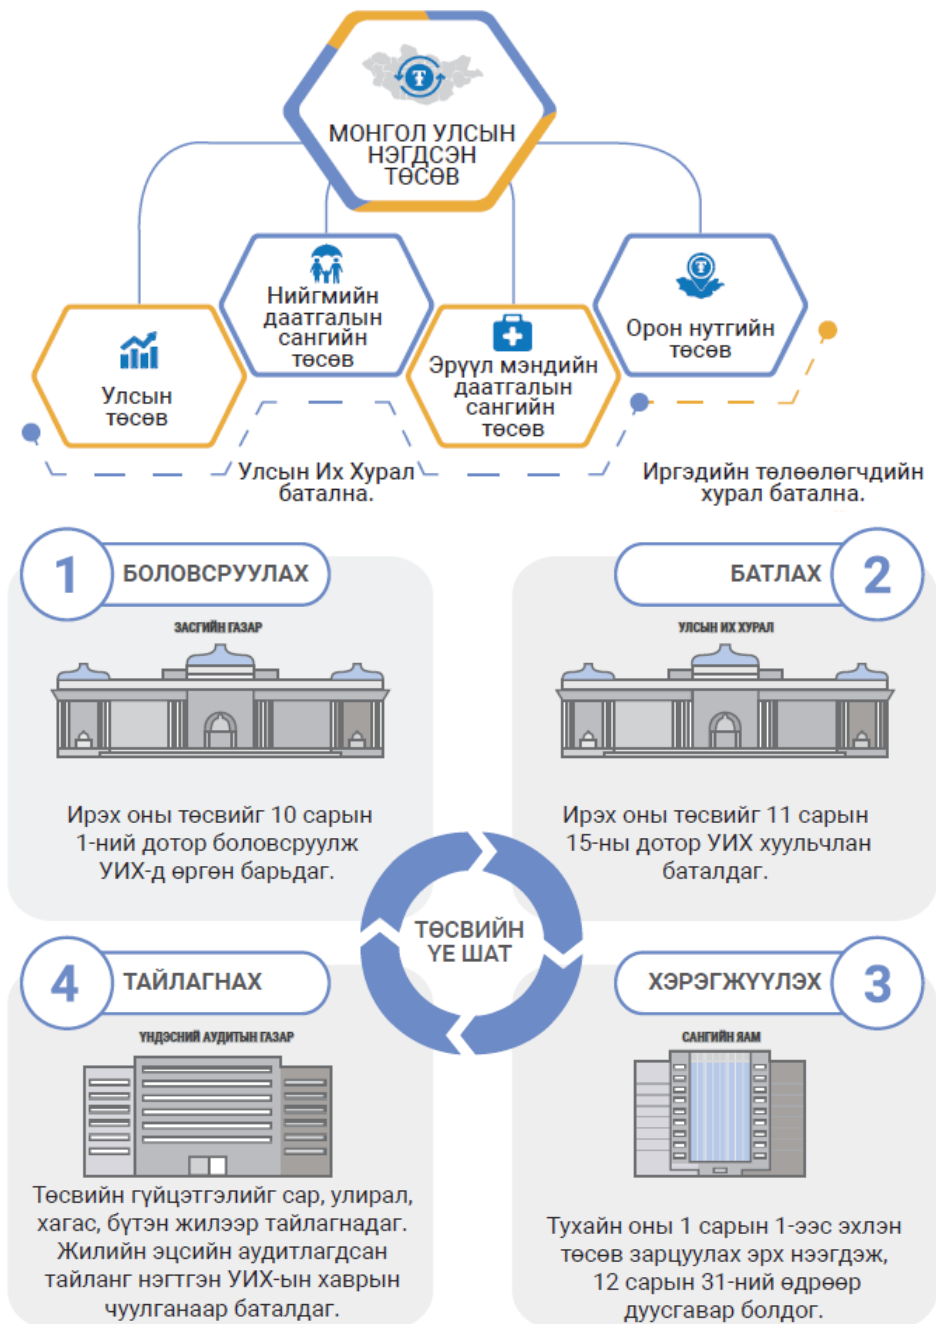 МОНГОЛ УЛСЫН
НЭГДСЭН
ТӨСӨВ
Улсын
төсөв
Нийгмийн
даатгалын
сангийн
төсөв
Эрүүл мэндийн
даатгалын
сангийн
төсөв
Орон нутгийн
төсөв
Улсын Их Хурал
батална.
Иргэдийн төлөөлөгчдийн
хурал батална.
1
БОЛОВСРУУЛАХ
ЗАСГИЙН ГАЗАР
Ирэх оны төсвийг 10 сарын
1-ний дотор боловсруулж
УИХ-д өргөн барьдаг.
БАТЛАХ
2
УЛСЫН ИХ ХУРАЛ
Ирэх оны төсвийг 11 сарын
15-ны дотор УИХ хуульчлан
баталдаг.
ТӨСВИЙН
ҮЕ ШАТ
ХЭРЭГЖҮҮЛЭХ
3
САНГИЙН ЯАМ
Тухайн оны 1 сарын 1-ээс эхлэн
төсөв зарцуулах эрх нээгдэж,
12 сарын 31-ний өдрөөр
дуусгавар болдог.
4
ТАЙЛАГНАХ
ҮНДЭСНИЙ АУДИТЫН ГАЗАР
Төсвийн гүйцэтгэлийг сар, улирал,
хагас, бүтэн жилээр тайлагнадаг.
Жилийн эцсийн аудитлагдсан
тайланг нэгтгэн УИХ-ын хаврын
чуулганаар баталдаг.